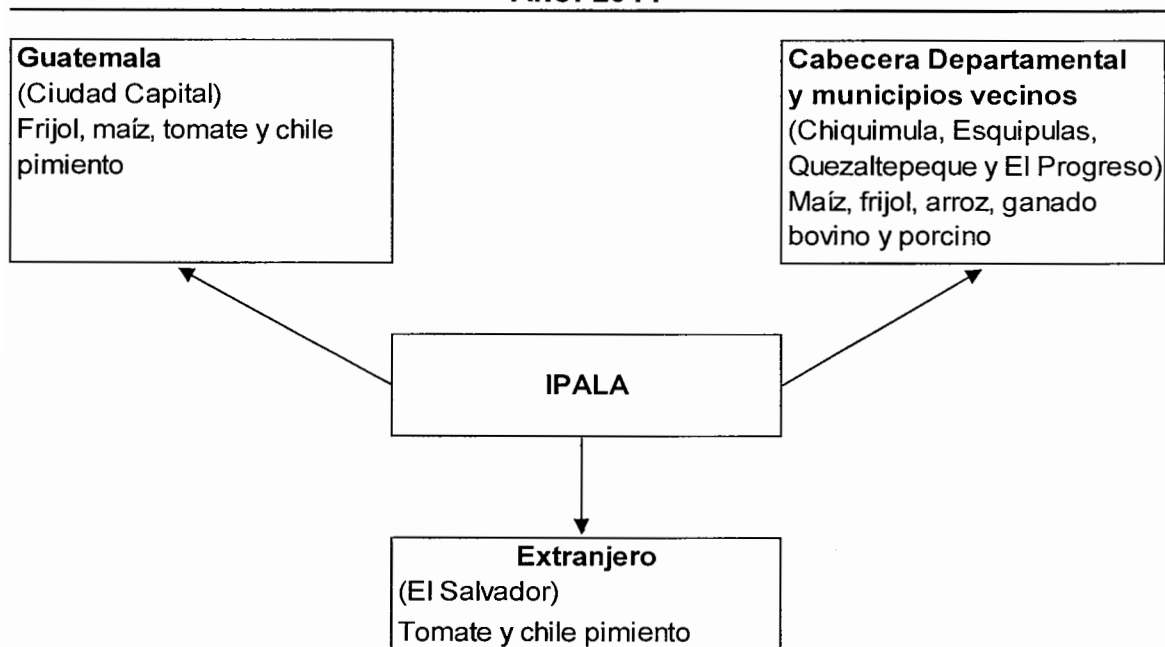 Guatemala
(Ciudad Capital)
Frijol, maíz, tomate y chile
pimiento
Cabecera Departamental
y municipios vecinos
(Chiquimula, Esquipulas,
Quezaltepeque y El Progreso)
Maíz, frijol, arroz, ganado
bovino y porcino
IPALA
Extranjero
(El Salvador)
Tomate y chile pimiento